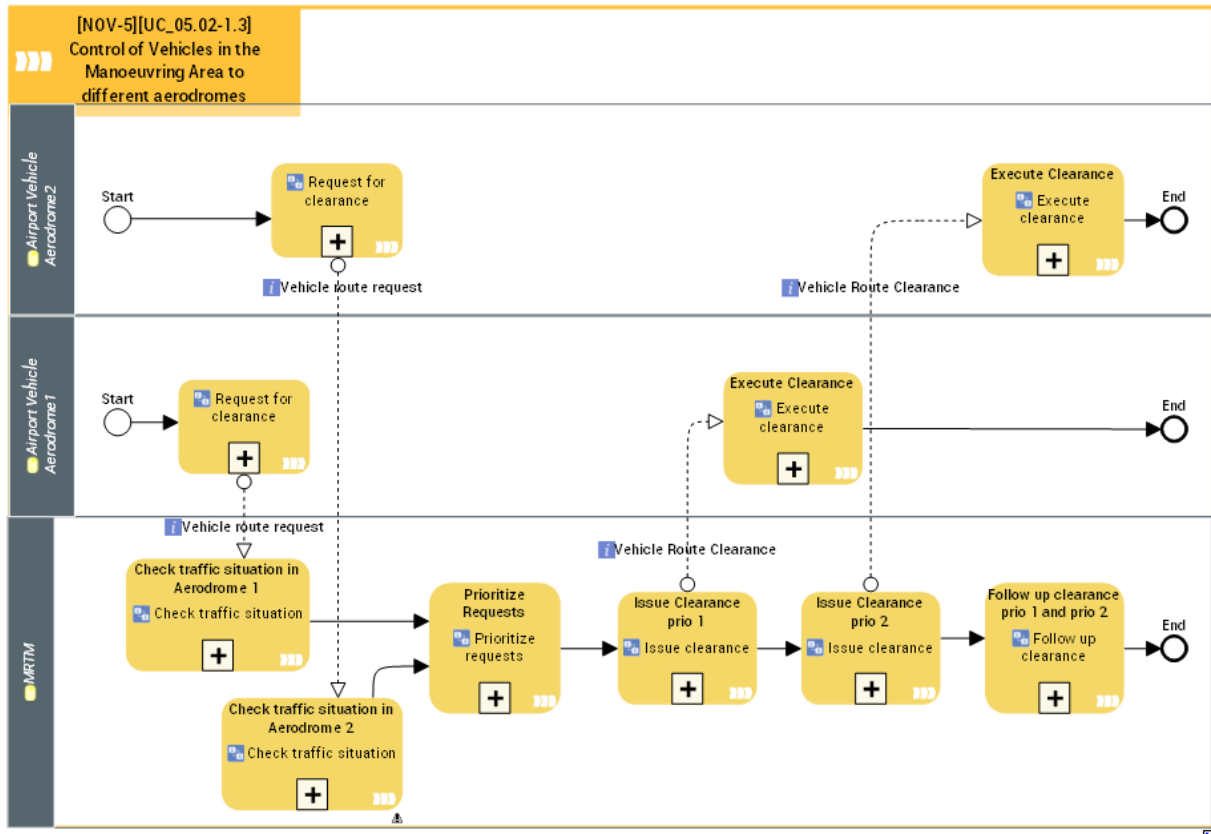 [NOV-5][UC_05.02-1.3]
Control of Vehicles in the
Manoeuvring Area to
different aerodromes
Airport Vehicle
Aerodrome2
Start
Request for
clearance
Vehicle route request
Execute Clearance
Execute
clearance
End
Vehicle Route Clearance
Airport Vehicle
Aerodrome1
Start
Request for
clearance
Vehicle route request
Execute Clearance
Execute
clearance
End
Vehicle Route Clearance
MRTM
Check traffic situation in
Aerodrome 1
Check traffic situation
Check traffic situation in
Aerodrome 2
Check traffic situation
Prioritize
Requests
Prioritize
requests
Issue Clearance
prio 1
Issue clearance
Issue Clearance
prio 2
Issue clearance
Follow up clearance
prio 1 and prio 2
Follow up
clearance
End